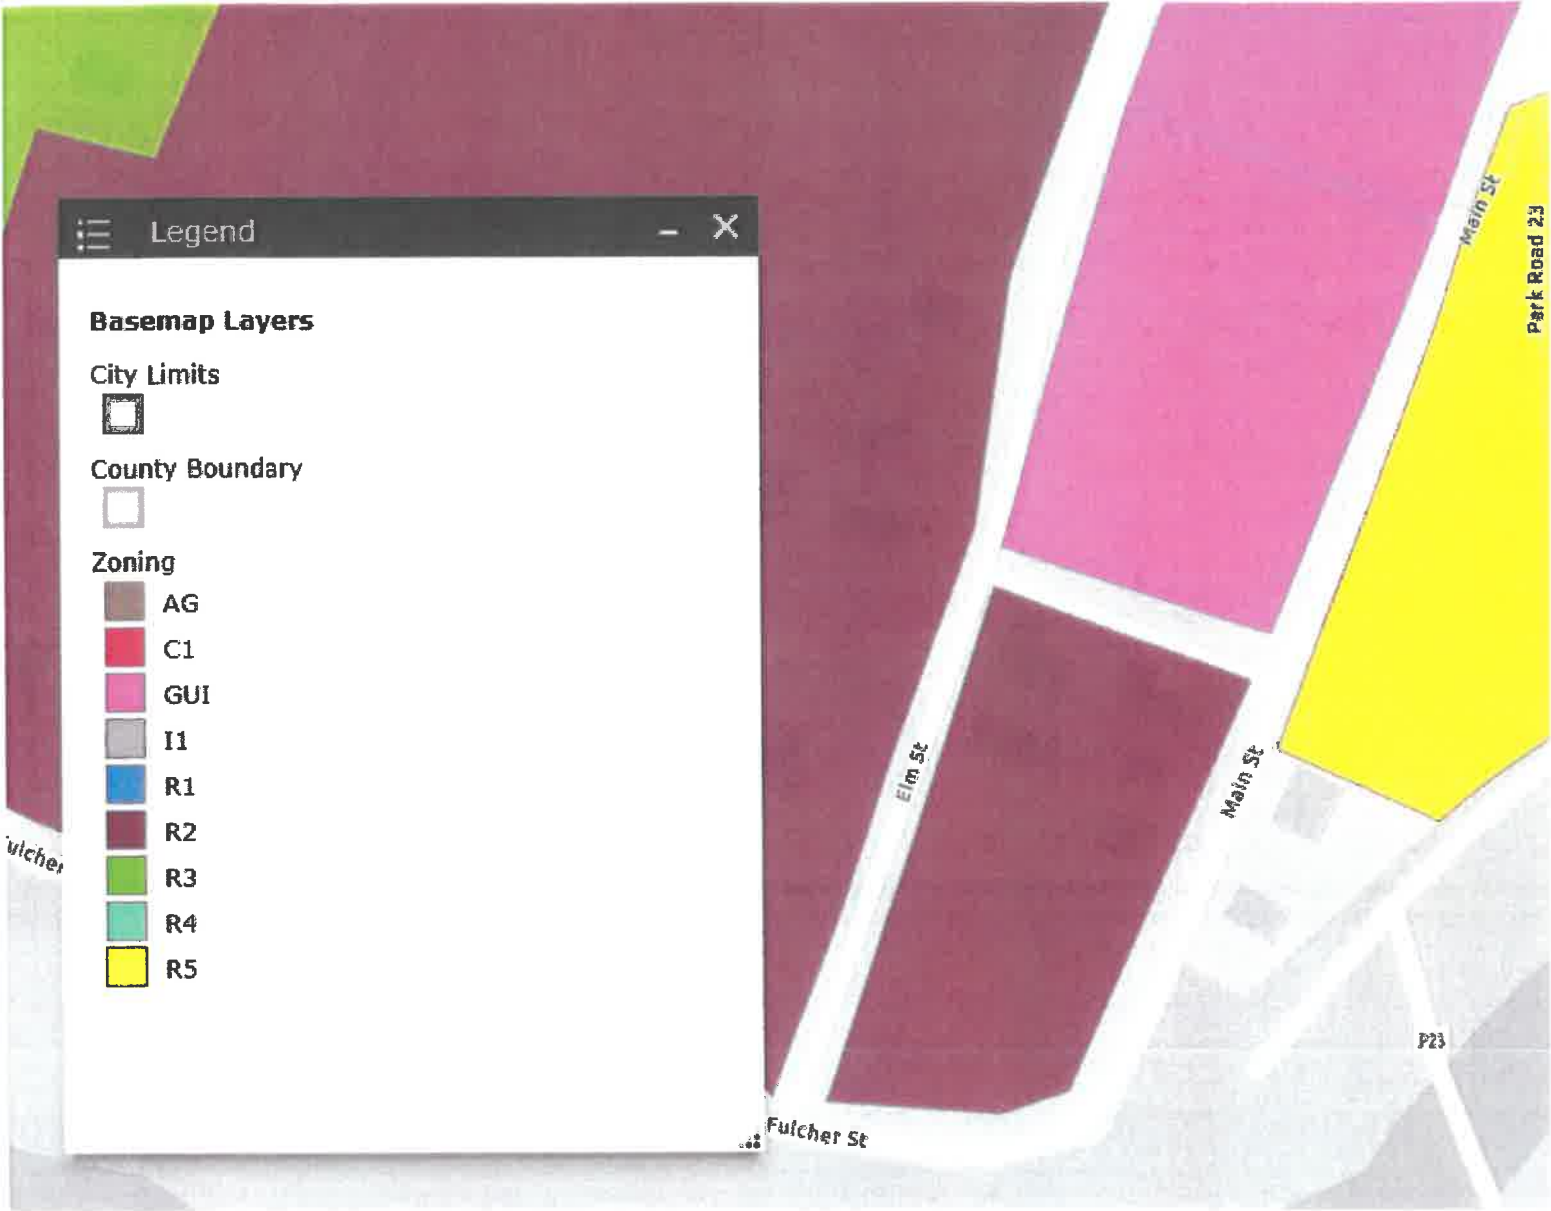 Legend
Basemap Layers
City Limits
County Boundary
Zoning
AG
C1
GUI
I1
R1
R2
R3
R4
R5
Main St
Park Road 23
Elm St
Main St
ulcher
P23
Fulcher St